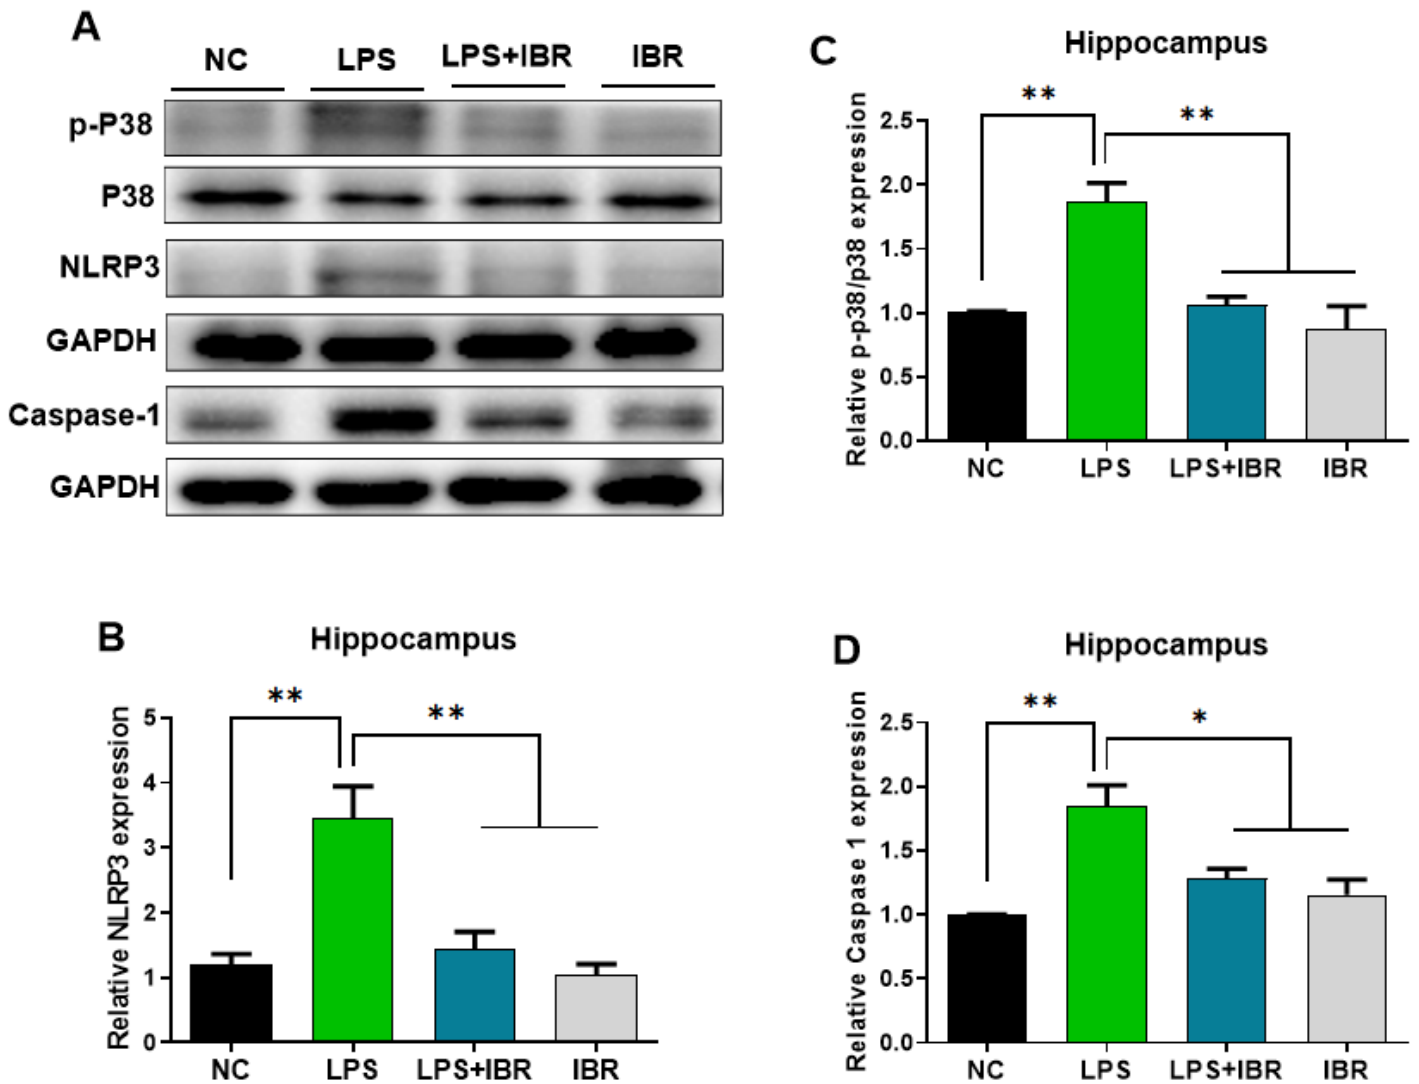 A
NC LPS LPS+IBR IBR
p-P38
P38
NLRP3
GAPDH
Caspase-1
GAPDH
C
Hippocampus
Relative p-p38/p38 expression
2.5
2.0
1.5
1.0
0.5
0.0
**
**
NC LPS LPS+IBR IBR
B
Hippocampus
Relative NLRP3 expression
5
4
3
2
1
0
**
**
NC LPS LPS+IBR IBR
D
Hippocampus
Relative Caspase 1 expression
2.5
2.0
1.5
1.0
0.5
0.0
**
*
NC LPS LPS+IBR IBR